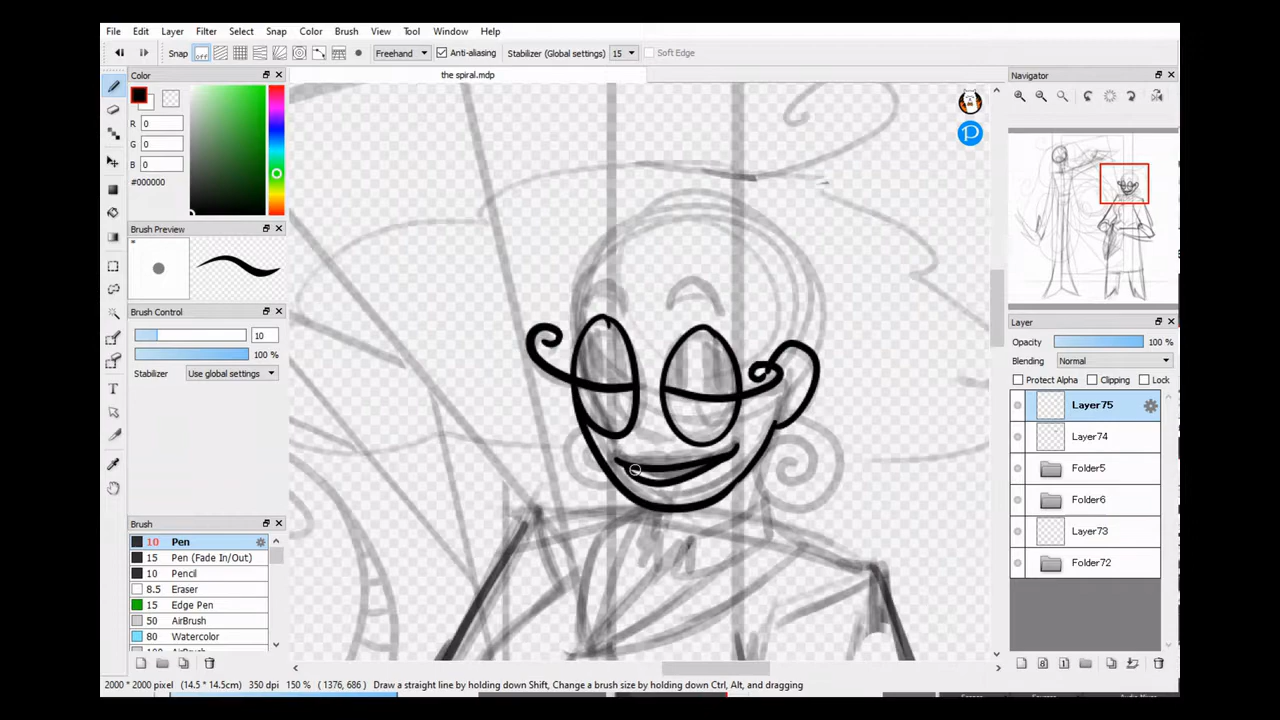 File Edit Layer Filter Select Snap Color Brush View Tool Window Help
Snap off Freehand Anti-aliasing Stabilizer (Global settings) 15 Soft Edge
Color
the spiral.mdp
Navigator
R 0
G 0
B 0
#000000
Brush Preview
Brush Control
10
100 %
Stabilizer Use global settings
Brush
10 Pen
15 Pen (Fade In/Out)
10 Pencil
8.5 Eraser
15 Edge Pen
50 AirBrush
80 Watercolor
Layer
Opacity 100 %
Blending Normal
Protect Alpha Clipping Lock
Layer75
Layer74
Folder5
Folder6
Layer73
Folder72
2000 * 2000 pixel (14.5 * 14.5cm) 350 dpi 150 % ( 1376, 686 ) Draw a straight line by holding down Shift, Change a brush size by holding down Ctrl, Alt, and dragging